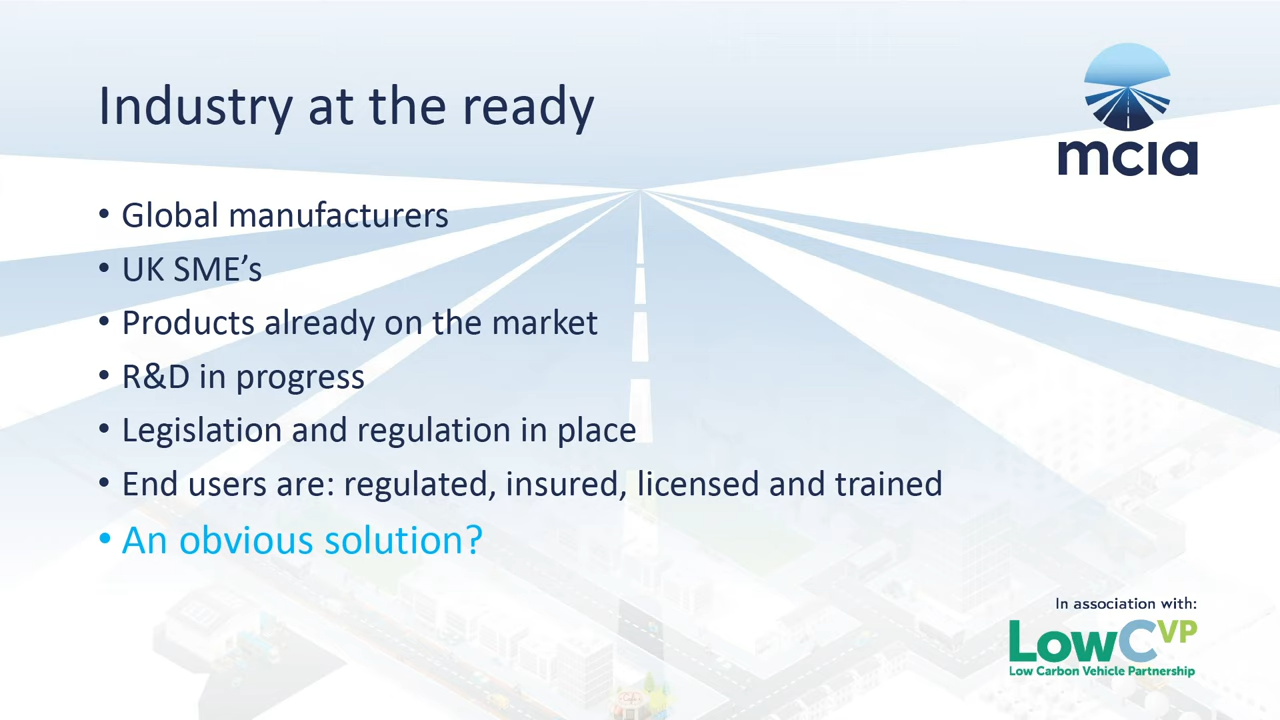 Industry at the ready
mcia
• Global manufacturers
• UK SME’s
• Products already on the market
• R&D in progress
• Legislation and regulation in place
• End users are: regulated, insured, licensed and trained
• An obvious solution?
In association with:
LowCVP
Low Carbon Vehicle Partnership